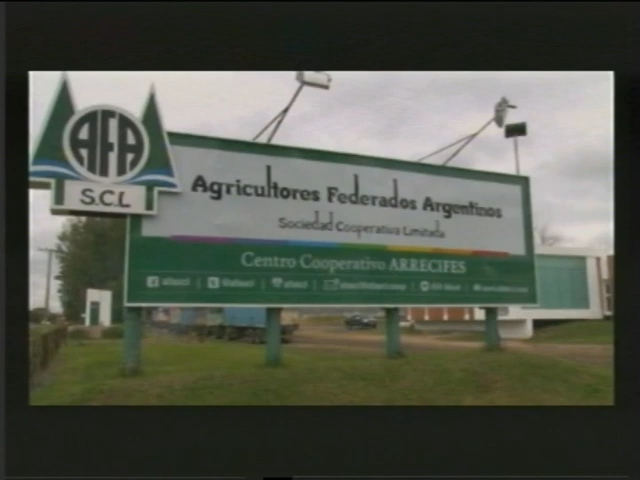 AFA
S.C.L
Agricultores Federados Argentinos
Sociedad Cooperativa Limitada
Centro Cooperativo ARRECIFES